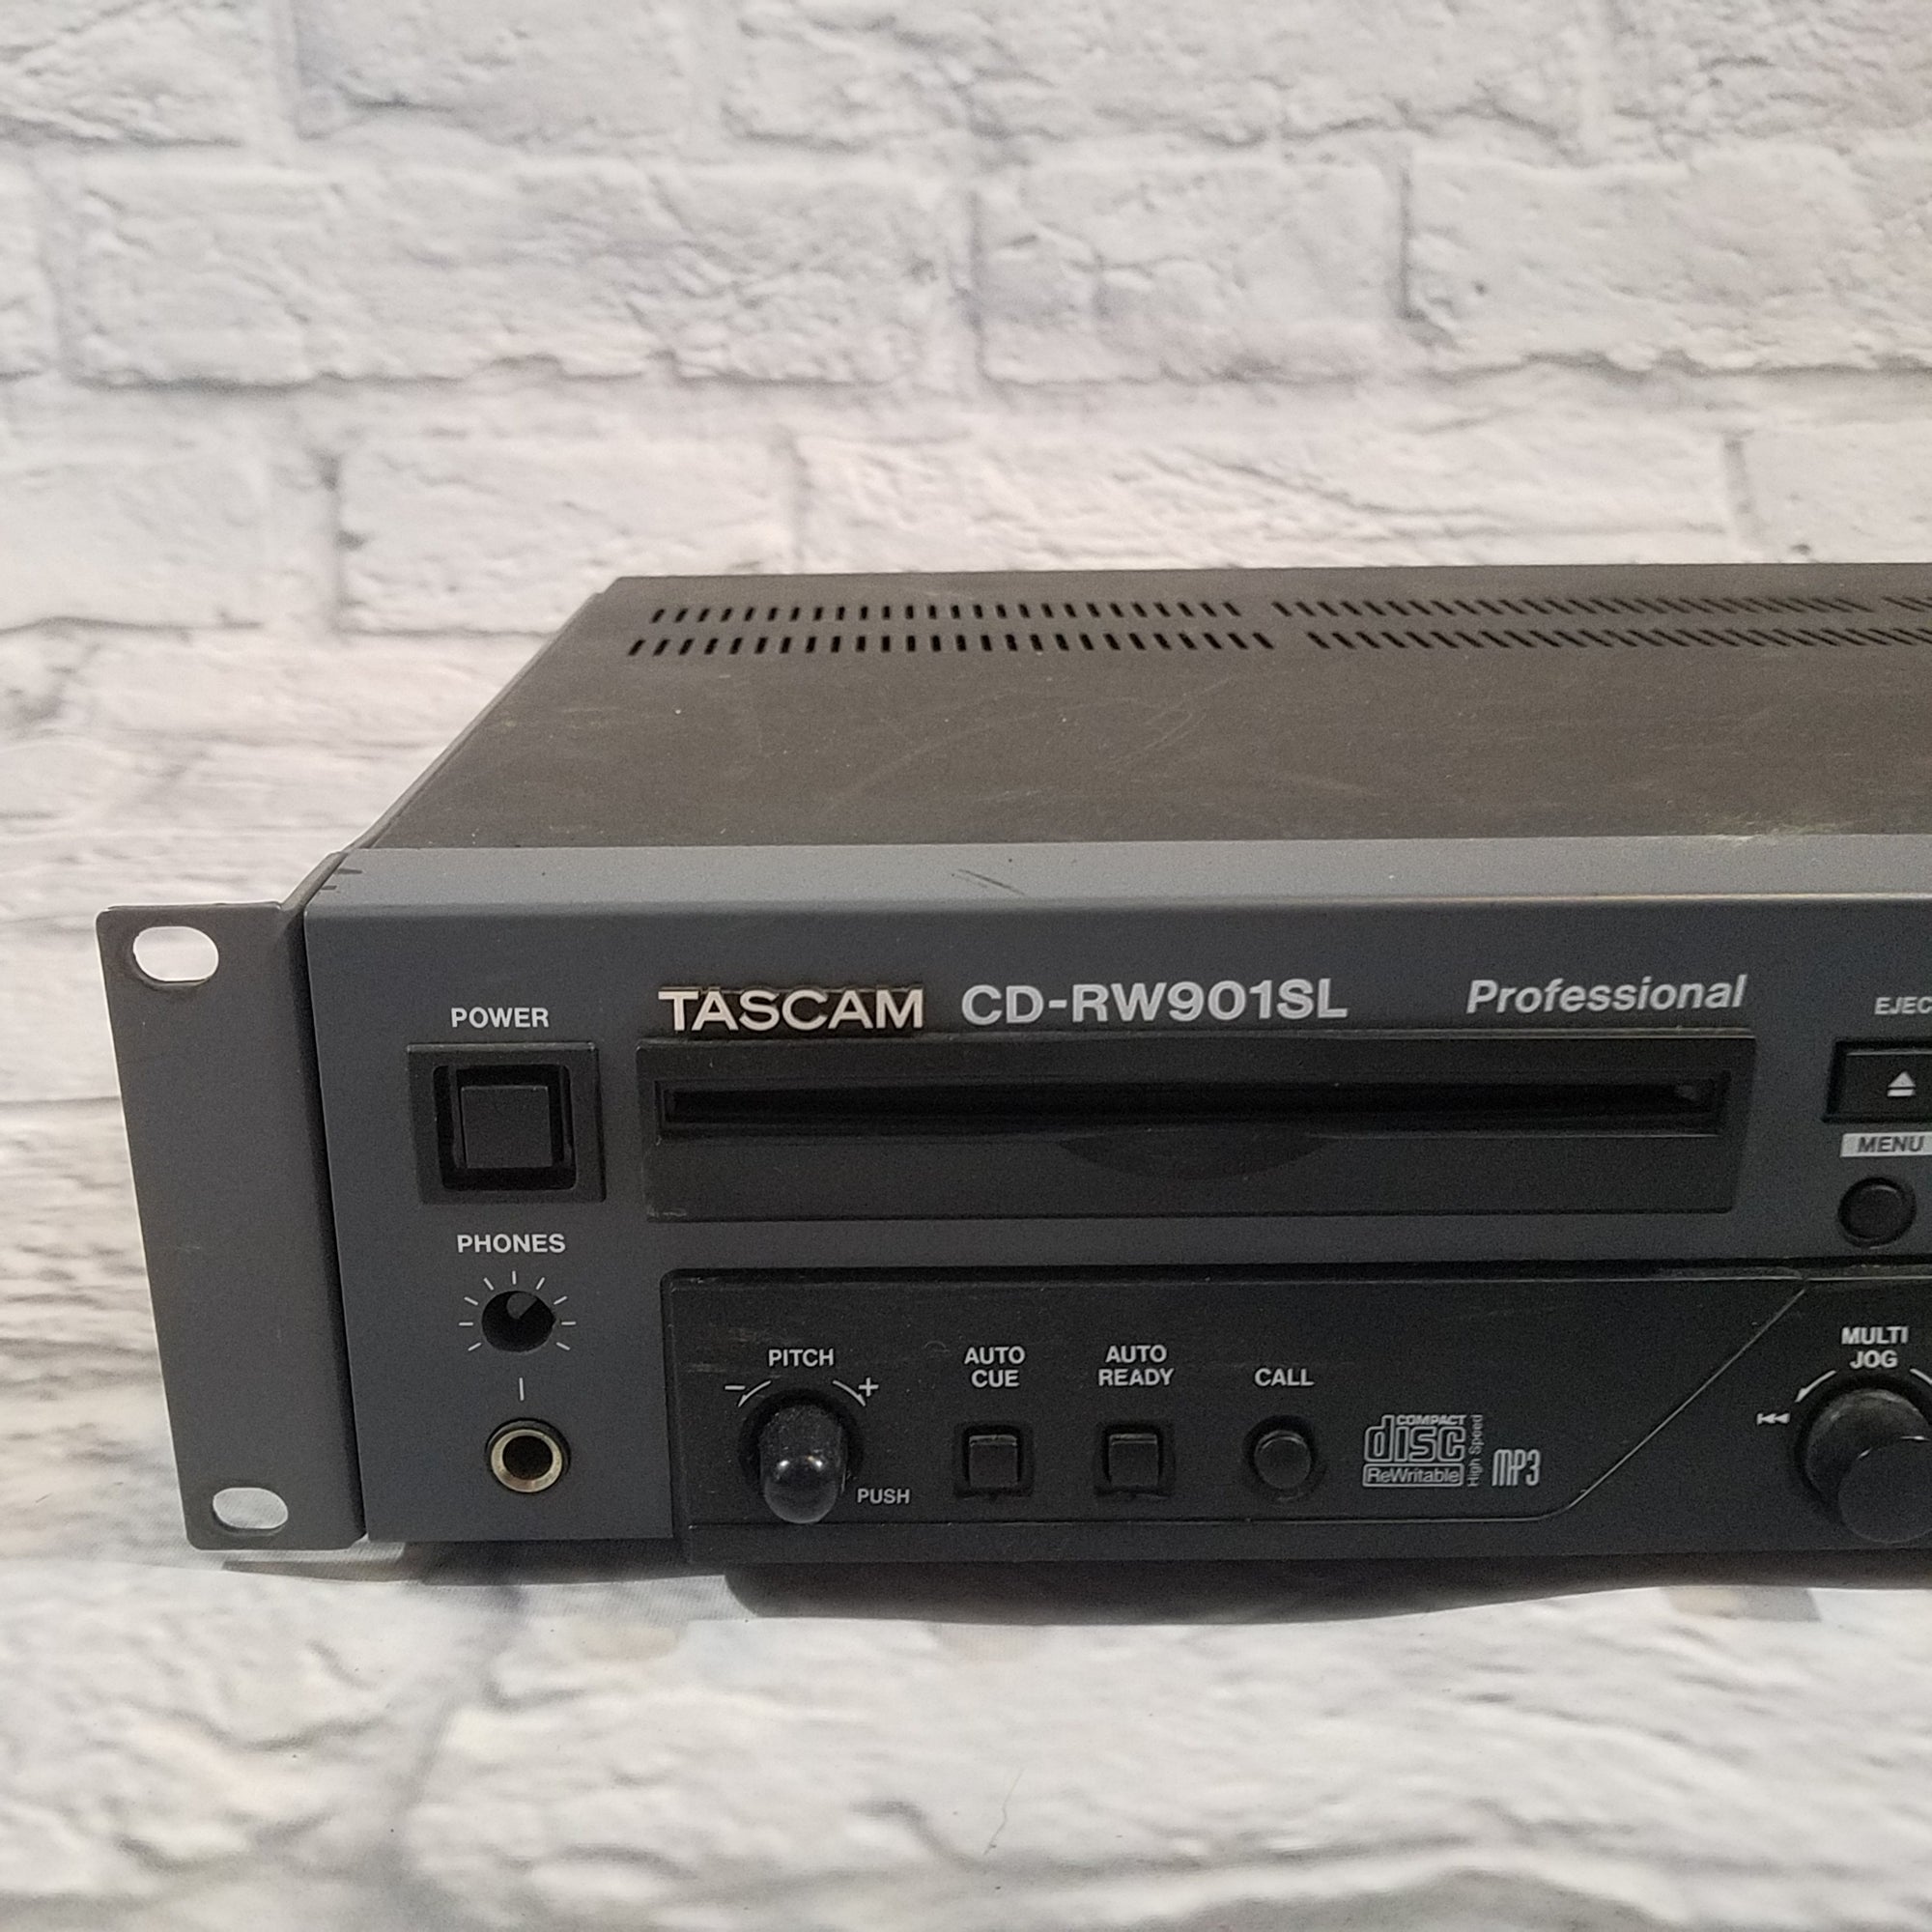 TASCAM CD-RW901SL Professional
EJEC
POWER
MENU
PHONES
PITCH
PUSH
AUTO
CUE
AUTO
READY
CALL
COMPACT
disc
ReWritable
High Speed
MP3
MULTI
JOG